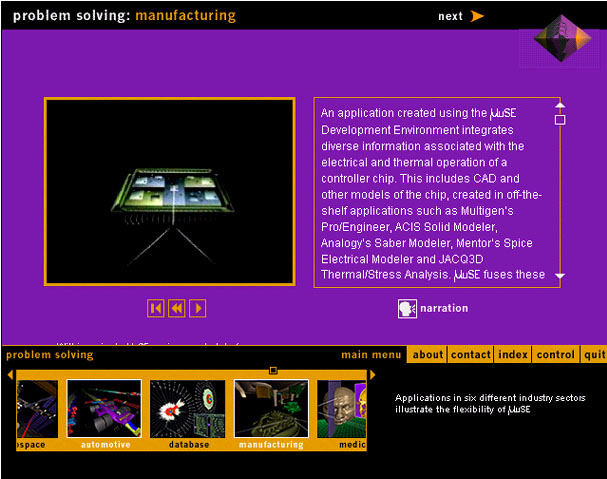 problem solving: manufacturing
next
An application created using the MuSE
Development Environment integrates
diverse information associated with the
electrical and thermal operation of a
controller chip. This includes CAD and
other models of the chip, created in off-the-
shelf applications such as Multigen's
Pro/Engineer, ACIS Solid Modeler,
Analogy's Saber Modeler, Mentor's Spice
Electrical Modeler and JACQ3D
Thermal/Stress Analysis. MuSE fuses these
narration
problem solving
main menu about contact index control quit
ospace automotive database manufacturing medic
Applications in six different industry sectors
illustrate the flexibility of MuSE